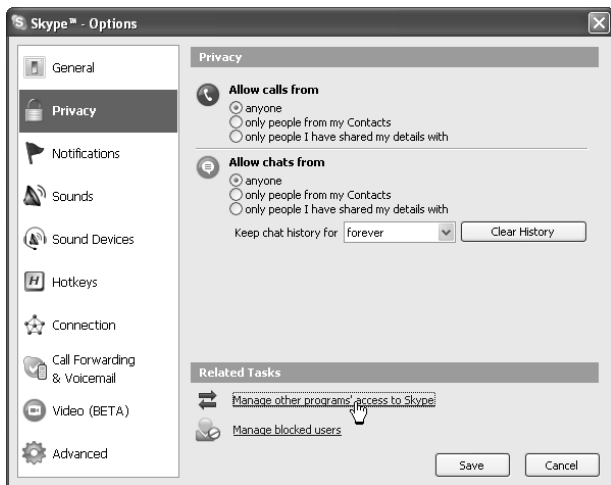 Skype™ - Options
General
Privacy
Notifications
Sounds
Sound Devices
Hotkeys
Connection
Call Forwarding
& Voicemail
Video (BETA)
Advanced
Privacy
Allow calls from
anyone
only people from my Contacts
only people I have shared my details with
Allow chats from
anyone
only people from my Contacts
only people I have shared my details with
Keep chat history for forever Clear History
Related Tasks
Manage other programs' access to Skype
Manage blocked users
Save Cancel